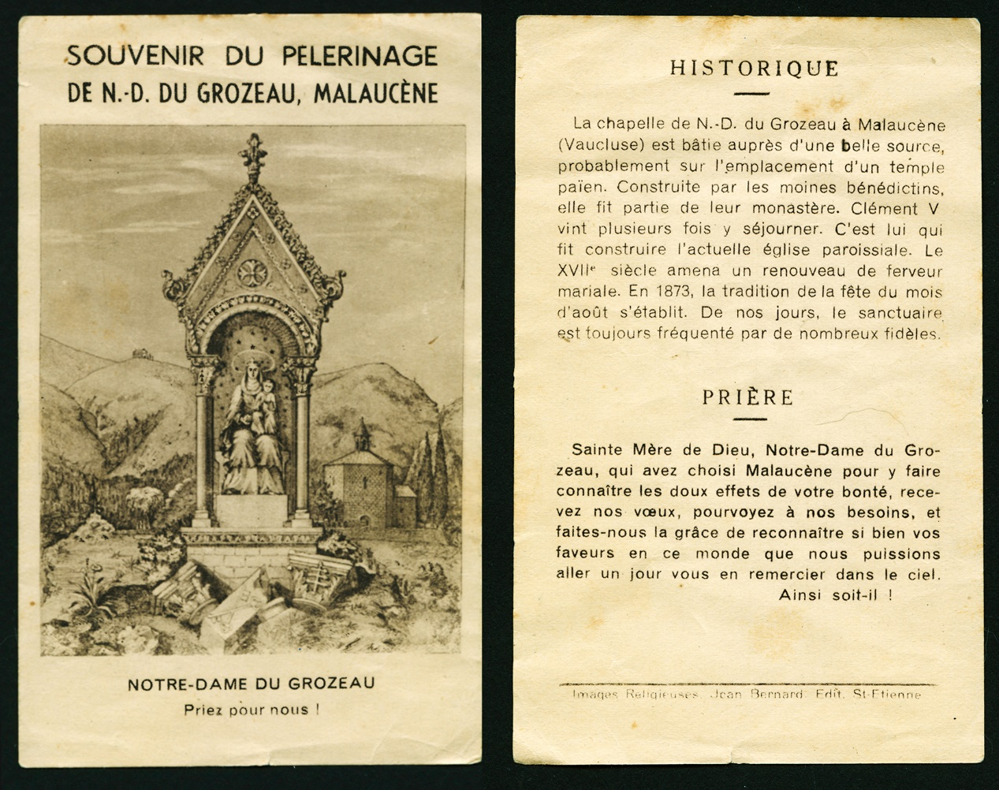 SOUVENIR DU PELERINAGE
DE N.-D. DU GROZEAU, MALAUCÈNE
NOTRE-DAME DU GROZEAU
Priez pour nous !
HISTORIQUE
La chapelle de N.-D. du Grozeau à Malaucène
(Vaucluse) est bâtie auprès d'une belle source,
probablement sur l'emplacement d'un temple
païen. Construite par les moines bénédictins,
elle fit partie de leur monastère. Clément V
vint plusieurs fois y séjourner. C'est lui qui
fit construire l'actuelle église paroissiale. Le
XVIIe siècle amena un renouveau de ferveur
mariale. En 1873, la tradition de la fête du mois
d'août s'établit. De nos jours, le sanctuaire
est toujours fréquenté par de nombreux fidèles.
PRIÈRE
Sainte Mère de Dieu, Notre-Dame du Gro-
zeau, qui avez choisi Malaucène pour y faire
connaître les doux effets de votre bonté, rece-
vez nos vœux, pourvoyez à nos besoins, et
faites-nous la grâce de reconnaître si bien vos
faveurs en ce monde que nous puissions
aller un jour vous en remercier dans le ciel.
Ainsi soit-il !
Images Religieuses. Jean Bernard. Edit. St-Etienne